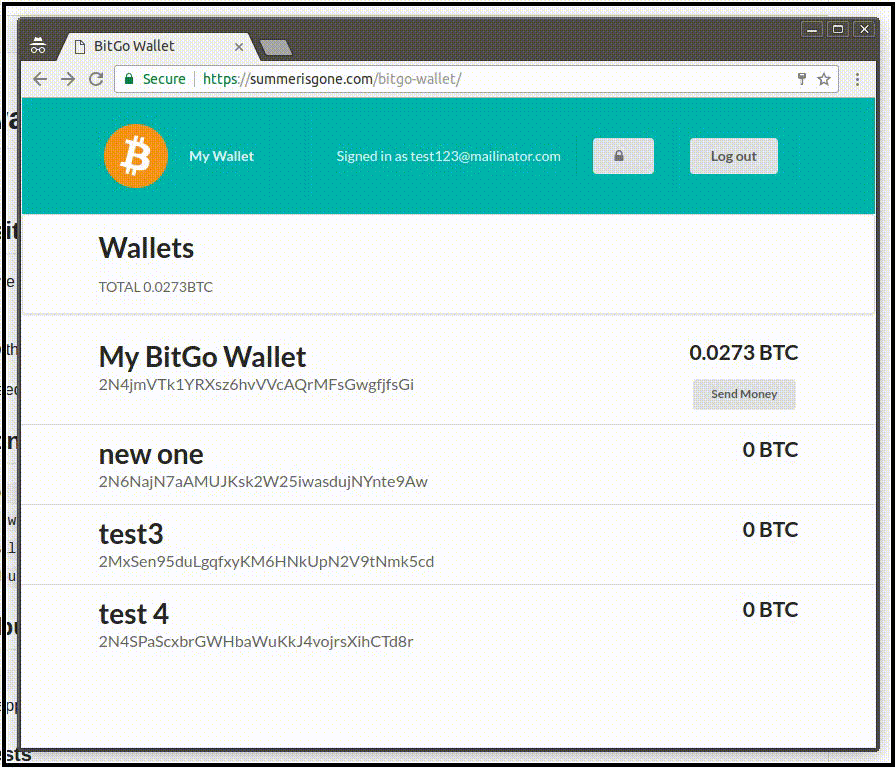 BitGo Wallet
Secure https://summerisgone.com/bitgo-wallet/
My Wallet Signed in as test123@mailinator.com Log out
Wallets
TOTAL 0.0273BTC
My BitGo Wallet 0.0273 BTC
2N4jmVTk1YRXsz6hvVVcAQrMFsGwgfjfsGi
Send Money
new one 0 BTC
2N6NajN7aAMUJKsk2W25iwasdujNYnte9Aw
test3 0 BTC
2MxSen95duLgqfxyKM6HNkUpN2V9tNmk5cd
test 4 0 BTC
2N4SPaScxbrGWHbaWuKkJ4vojrsXihCTd8r